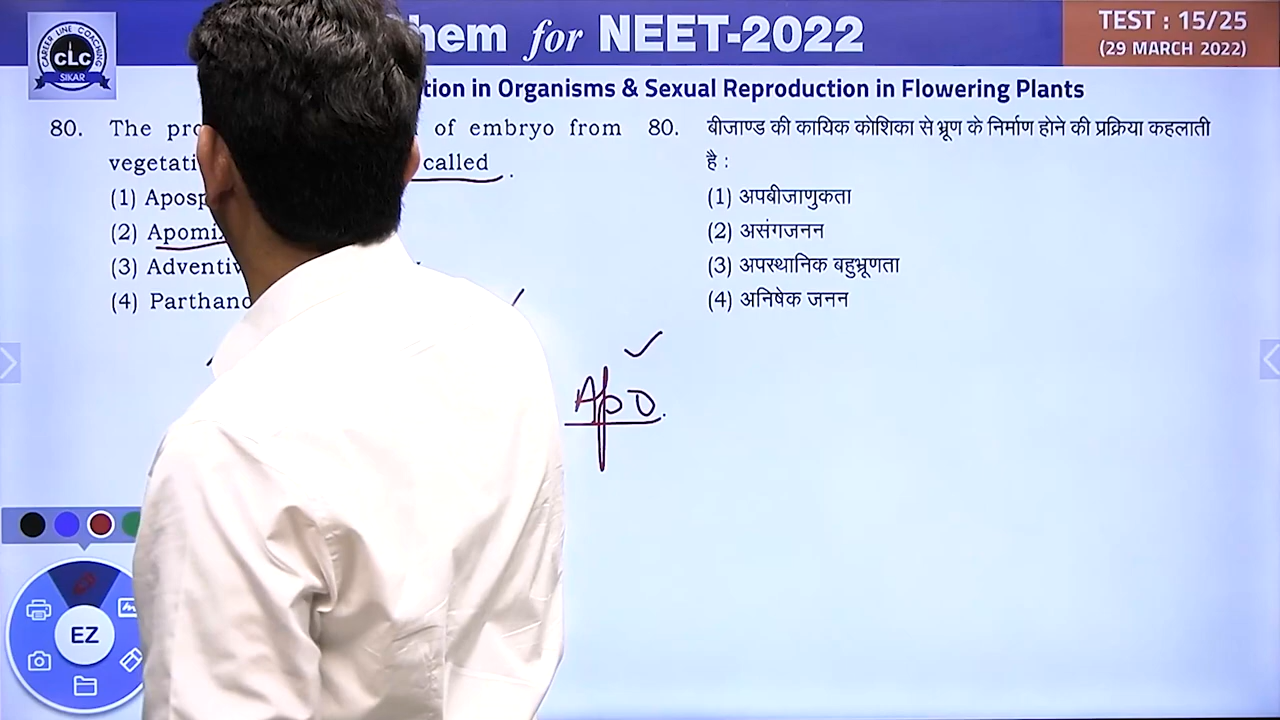 CAREER LINE COACHING
CLC
SIKAR
hem for NEET-2022
TEST : 15/25
(29 MARCH 2022)
tion in Organisms & Sexual Reproduction in Flowering Plants
80. The pro of embryo from
vegetati called
(1) Aposp
(2) Apomi
(3) Adventiv
(4) Parthano
80. बीजाण्ड की कायिक कोशिका से भ्रूण के निर्माण होने की प्रक्रिया कहलाती
है :
(1) अपबीजाणुकता
(2) असंगजनन
(3) अपस्थानिक बहुभ्रूणता
(4) अनिषेक जनन
Apo
EZ